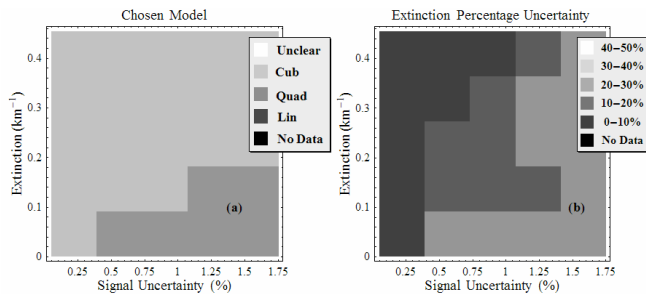 Chosen Model
Extinction (km−1)
0.4
0.3
0.2
0.1
0
Unclear
Cub
Quad
Lin
No Data
(a)
0.25 0.5 0.75 1 1.25 1.5 1.75
Signal Uncertainty (%)
Extinction Percentage Uncertainty
Extinction (km−1)
0.4
0.3
0.2
0.1
0
40−50%
30−40%
20−30%
10−20%
0−10%
No Data
(b)
0.25 0.5 0.75 1 1.25 1.5 1.75
Signal Uncertainty (%)